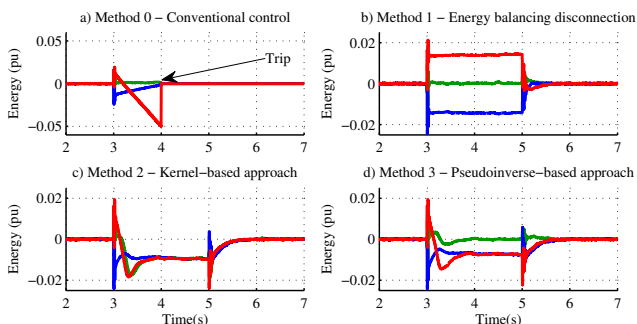 a) Method 0 − Conventional control
b) Method 1 − Energy balancing disconnection
Energy (pu)
0.05
0
−0.05
Trip
2 3 4 5 6 7
Energy (pu)
0.02
0
−0.02
2 3 4 5 6 7
c) Method 2 − Kernel-based approach
d) Method 3 − Pseudoinverse-based approach
Energy (pu)
0.02
0
−0.02
2 3 4 5 6 7
Time(s)
Energy (pu)
0.02
0
−0.02
2 3 4 5 6 7
Time(s)